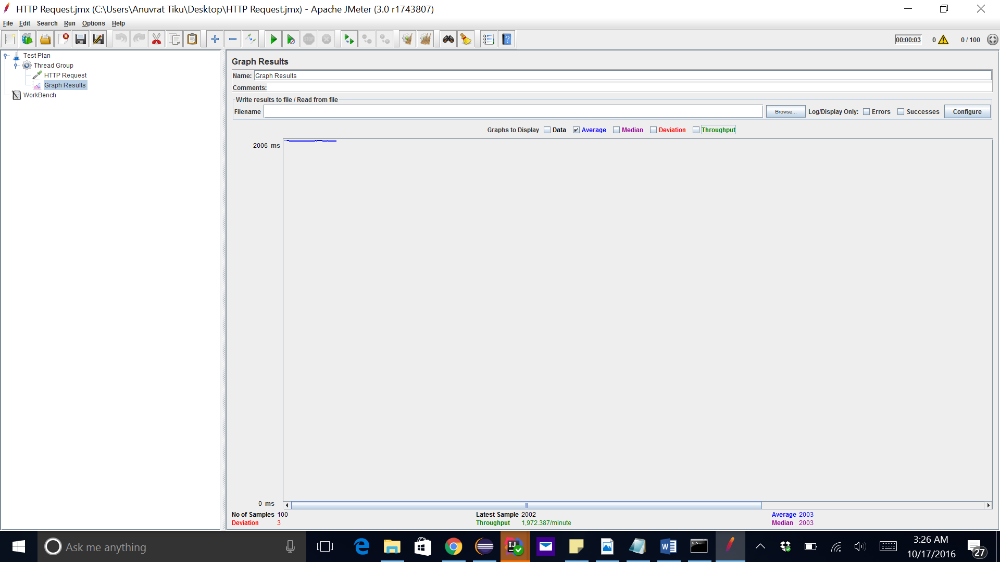 HTTP Request.jmx (C:\Users\Anuvrat Tiku\Desktop\HTTP Request.jmx) - Apache JMeter (3.0 r1743807)
File Edit Search Run Options Help
00:00:03 0 0 / 100
Test Plan
Thread Group
HTTP Request
Graph Results
WorkBench
Graph Results
Name: Graph Results
Comments:
Write results to file / Read from file
Filename Browse... Log/Display Only: Errors Successes Configure
Graphs to Display Data Average Median Deviation Throughput
2006 ms
0 ms
No of Samples 100 Latest Sample 2002 Average 2003
Deviation 3 Throughput 1,972.387/minute Median 2003
Ask me anything
3:26 AM
10/17/2016
27